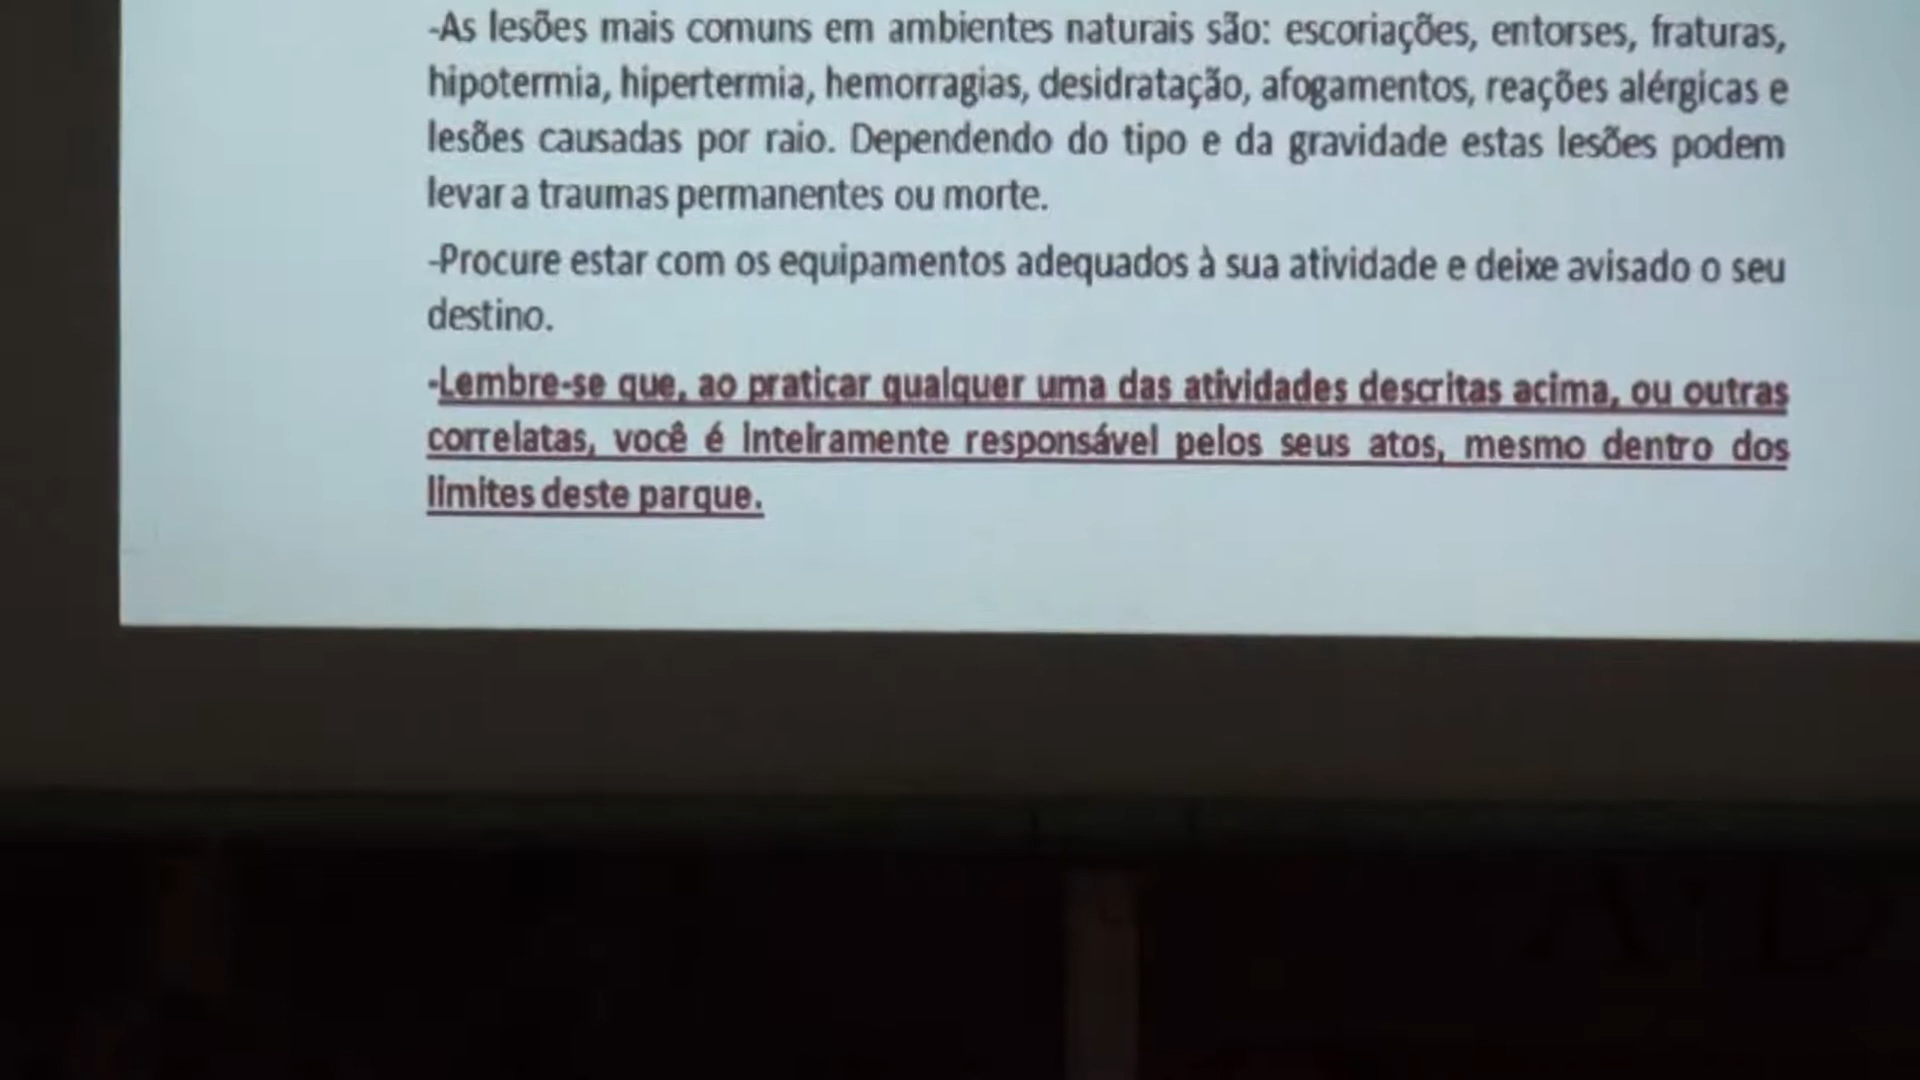 -As lesões mais comuns em ambientes naturais são: escoriações, entorses, fraturas,
hipotermia, hipertermia, hemorragias, desidratação, afogamentos, reações alérgicas e
lesões causadas por raio. Dependendo do tipo e da gravidade estas lesões podem
levar a traumas permanentes ou morte.
-Procure estar com os equipamentos adequados à sua atividade e deixe avisado o seu
destino.
-Lembre-se que, ao praticar qualquer uma das atividades descritas acima, ou outras
correlatas, você é inteiramente responsável pelos seus atos, mesmo dentro dos
limites deste parque.